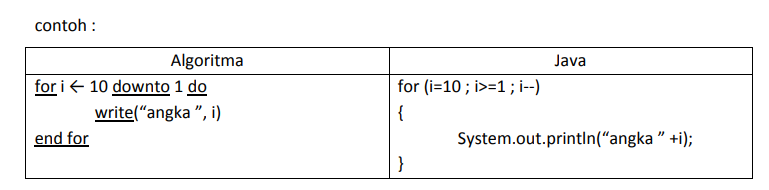 contoh :
Algoritma
for i ← 10 downto 1 do
write(“angka ”, i)
end for
Java
for (i=10 ; i>=1 ; i--)
{
System.out.println(“angka ” +i);
}